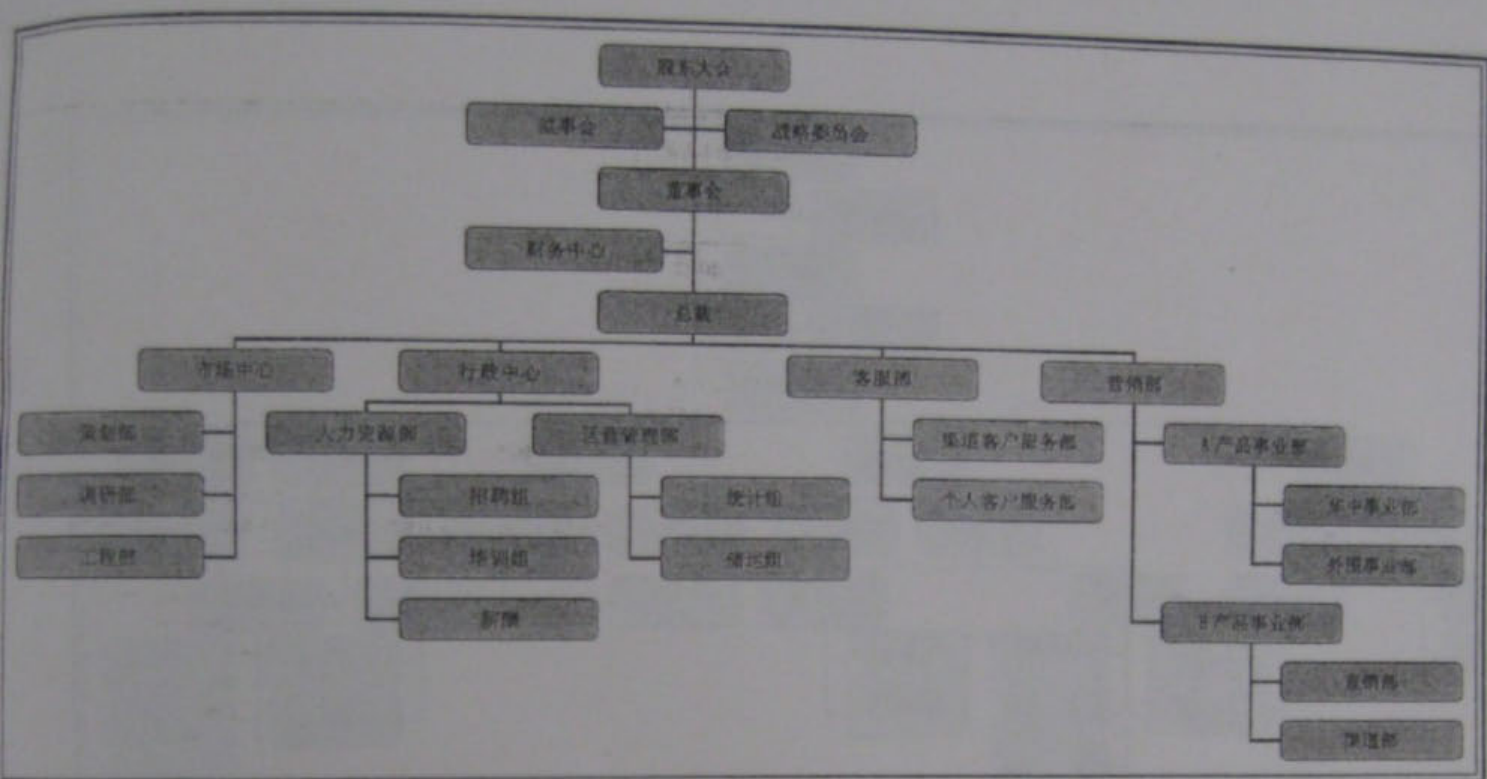 股东大会
监事会
战略委员会
董事会
财务中心
总裁
市场中心
行政中心
客服部
营销部
策划部
人力资源部
运营管理部
渠道客户服务部
A产品事业部
调研部
招聘组
统计组
个人客户服务部
集中事业部
工程部
培训组
储运组
外围事业部
薪酬
B产品事业部
直销部
渠道部